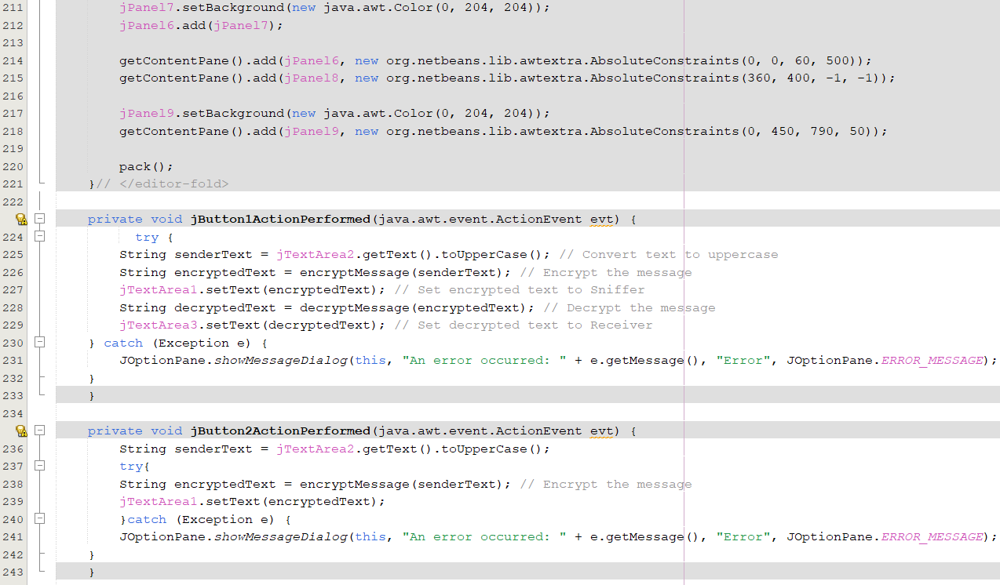 211 jPanel7.setBackground(new java.awt.Color(0, 204, 204));
212 jPanel6.add(jPanel7);
213
214 getContentPane().add(jPanel6, new org.netbeans.lib.awtextra.AbsoluteConstraints(0, 0, 60, 500));
215 getContentPane().add(jPanel8, new org.netbeans.lib.awtextra.AbsoluteConstraints(360, 400, -1, -1));
216
217 jPanel9.setBackground(new java.awt.Color(0, 204, 204));
218 getContentPane().add(jPanel9, new org.netbeans.lib.awtextra.AbsoluteConstraints(0, 450, 790, 50));
219
220 pack();
221 }// </editor-fold>
222
private void jButton1ActionPerformed(java.awt.event.ActionEvent evt) {
224 try {
225 String senderText = jTextArea2.getText().toUpperCase(); // Convert text to uppercase
226 String encryptedText = encryptMessage(senderText); // Encrypt the message
227 jTextArea1.setText(encryptedText); // Set encrypted text to Sniffer
228 String decryptedText = decryptMessage(encryptedText); // Decrypt the message
229 jTextArea3.setText(decryptedText); // Set decrypted text to Receiver
230 } catch (Exception e) {
231 JOptionPane.showMessageDialog(this, "An error occurred: " + e.getMessage(), "Error", JOptionPane.ERROR_MESSAGE);
232 }
233 }
234
private void jButton2ActionPerformed(java.awt.event.ActionEvent evt) {
236 String senderText = jTextArea2.getText().toUpperCase();
237 try{
238 String encryptedText = encryptMessage(senderText); // Encrypt the message
239 jTextArea1.setText(encryptedText);
240 }catch (Exception e) {
241 JOptionPane.showMessageDialog(this, "An error occurred: " + e.getMessage(), "Error", JOptionPane.ERROR_MESSAGE);
242 }
243 }